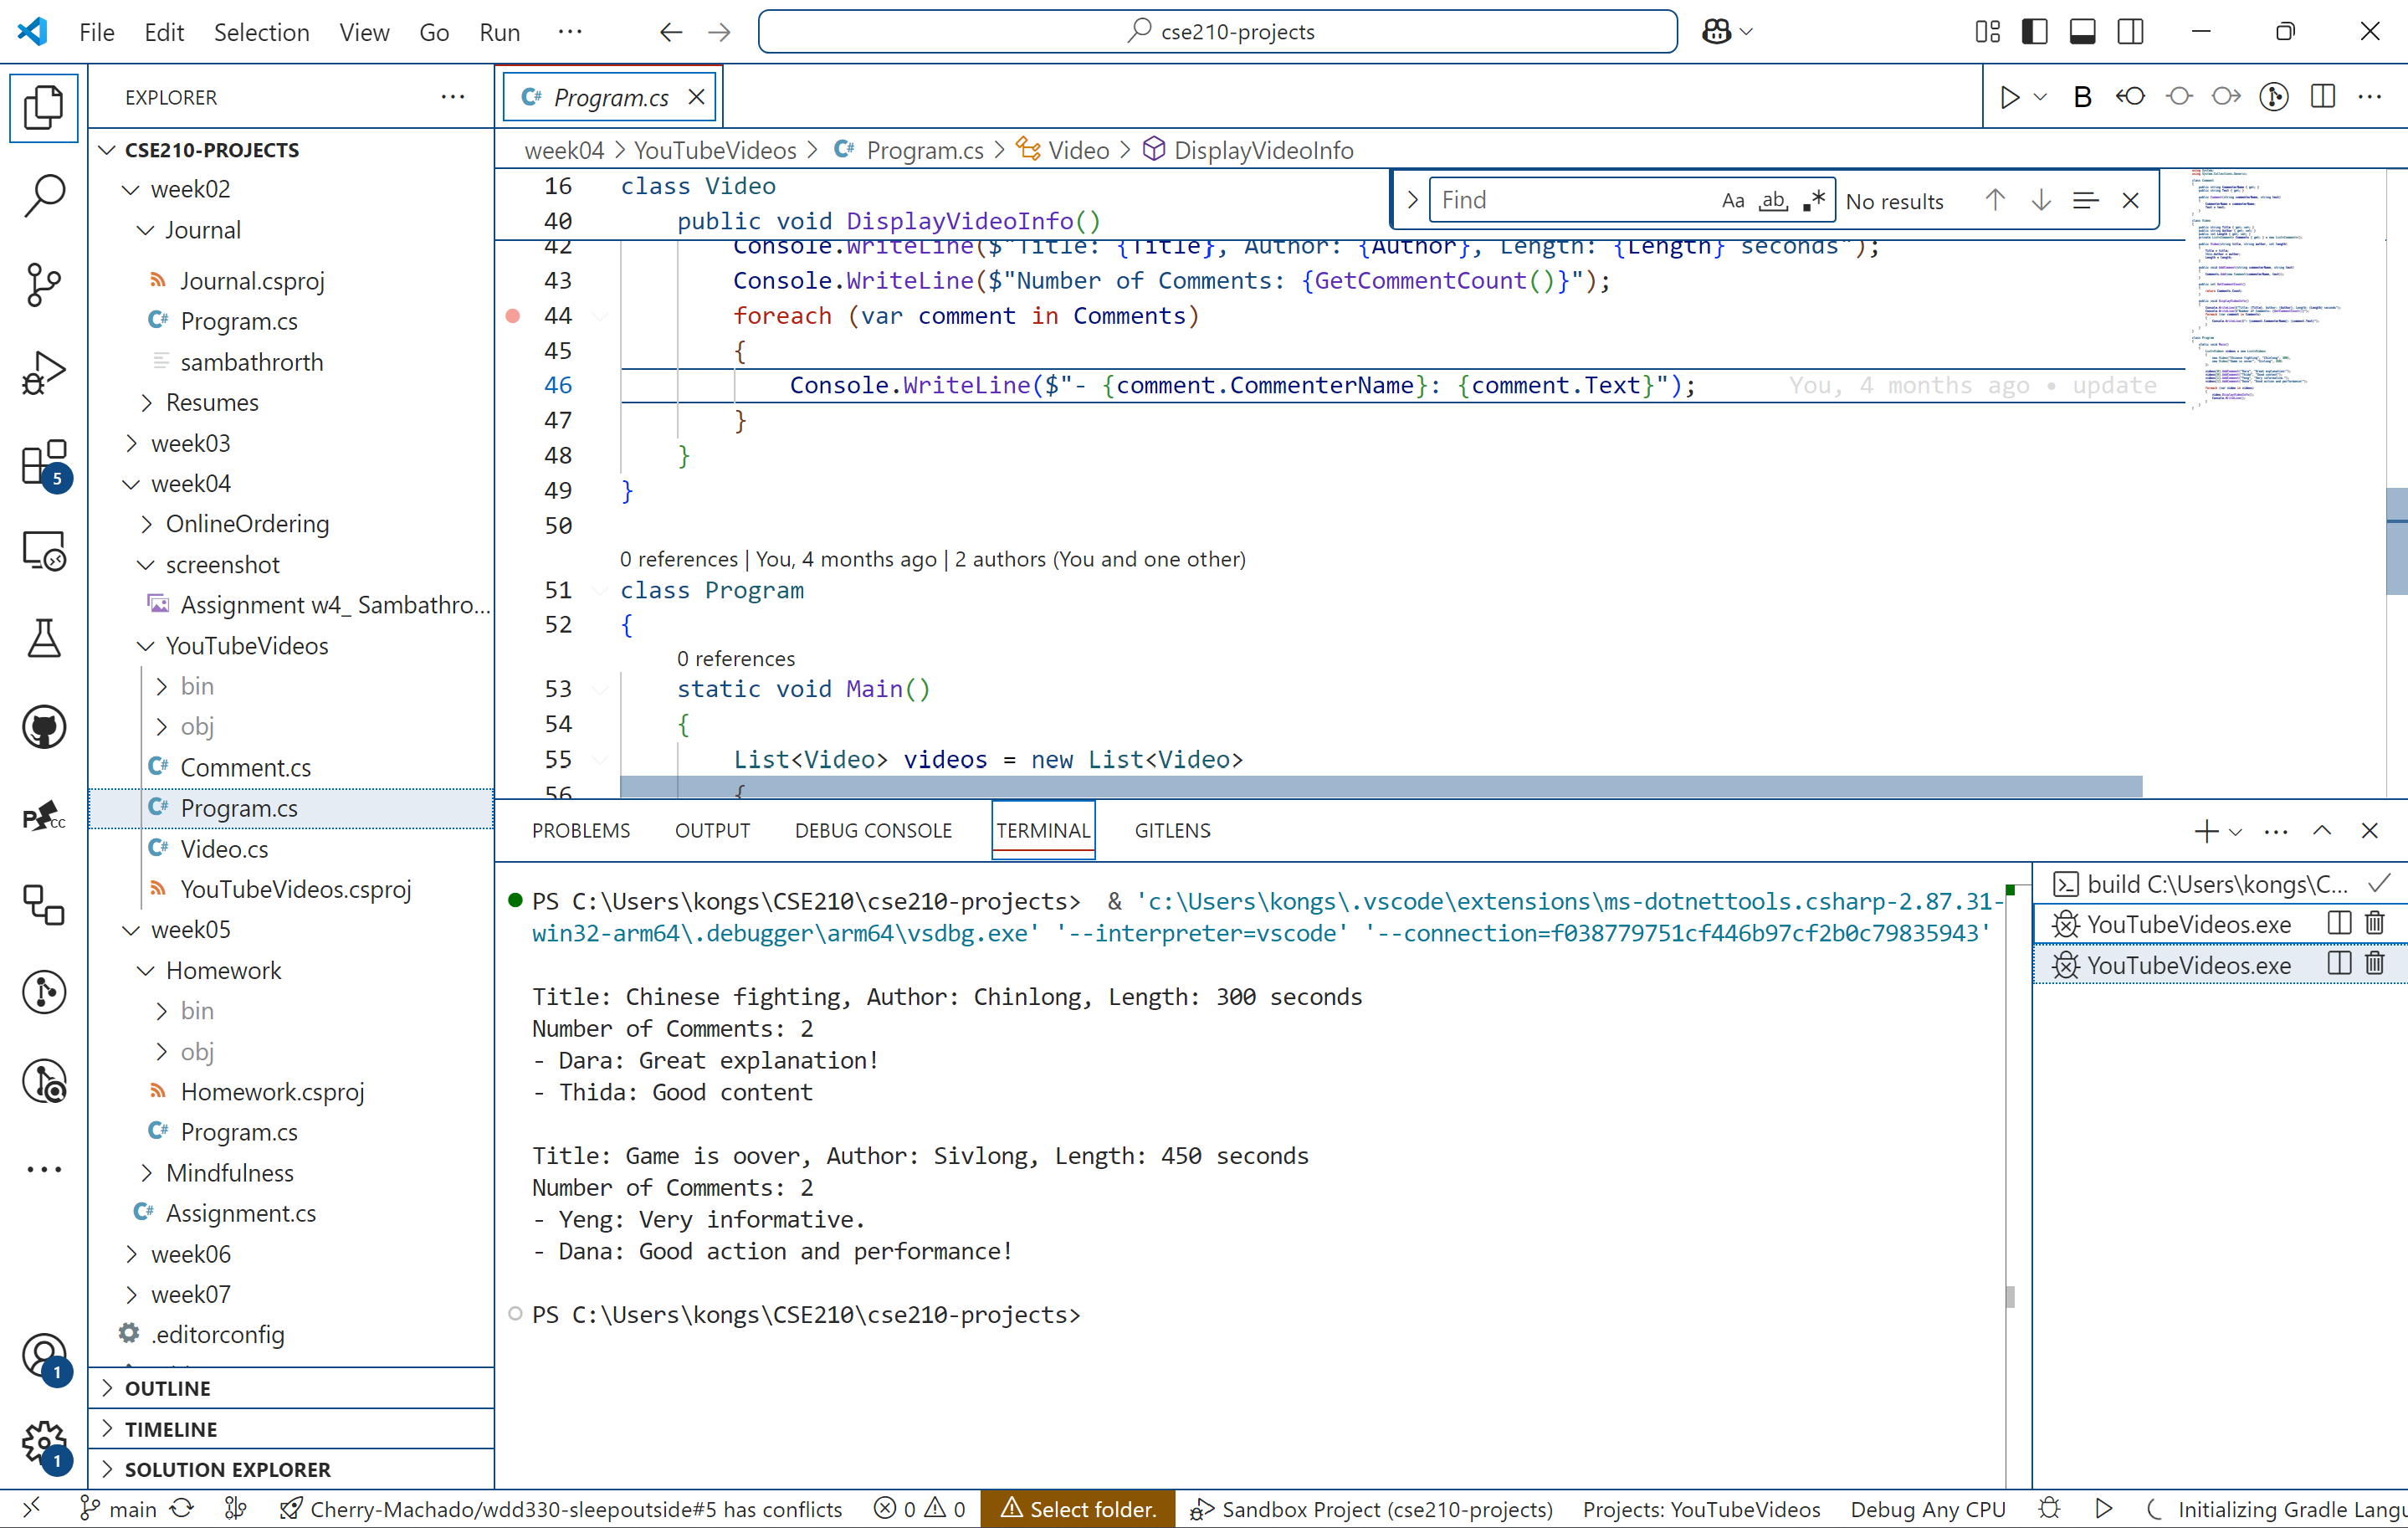 File Edit Selection View Go Run ···
cse210-projects
EXPLORER
Program.cs
CSE210-PROJECTS
week02
Journal
Journal.csproj
Program.cs
sambathrorth
Resumes
week03
week04
OnlineOrdering
screenshot
Assignment w4_ Sambathro...
YouTubeVideos
bin
obj
Comment.cs
Program.cs
Video.cs
YouTubeVideos.csproj
week05
Homework
bin
obj
Homework.csproj
Program.cs
Mindfulness
Assignment.cs
week06
week07
.editorconfig
OUTLINE
TIMELINE
SOLUTION EXPLORER
5
1
1
week04 > YouTubeVideos > Program.cs > Video > DisplayVideoInfo
Find
Aa ab .*
No results
16 class Video
40 public void DisplayVideoInfo()
42 Console.WriteLine($"Title: {Title}, Author: {Author}, Length: {Length} seconds");
43 Console.WriteLine($"Number of Comments: {GetCommentCount()}");
44 foreach (var comment in Comments)
45 {
46 Console.WriteLine($"- {comment.CommenterName}: {comment.Text}"); You, 4 months ago • update
47 }
48 }
49 }
50
0 references | You, 4 months ago | 2 authors (You and one other)
51 class Program
52 {
0 references
53 static void Main()
54 {
55 List<Video> videos = new List<Video>
56 {
PROBLEMS OUTPUT DEBUG CONSOLE TERMINAL GITLENS
PS C:\Users\kongs\CSE210\cse210-projects> & 'c:\Users\kongs\.vscode\extensions\ms-dotnettools.csharp-2.87.31-
win32-arm64\.debugger\arm64\vsdbg.exe' '--interpreter=vscode' '--connection=f038779751cf446b97cf2b0c79835943'
Title: Chinese fighting, Author: Chinlong, Length: 300 seconds
Number of Comments: 2
- Dara: Great explanation!
- Thida: Good content
Title: Game is oover, Author: Sivlong, Length: 450 seconds
Number of Comments: 2
- Yeng: Very informative.
- Dana: Good action and performance!
PS C:\Users\kongs\CSE210\cse210-projects>
build C:\Users\kongs\C...
YouTubeVideos.exe
YouTubeVideos.exe
main
Cherry-Machado/wdd330-sleepoutside#5 has conflicts
0 0
Select folder.
Sandbox Project (cse210-projects)
Projects: YouTubeVideos
Debug Any CPU
Initializing Gradle Langu